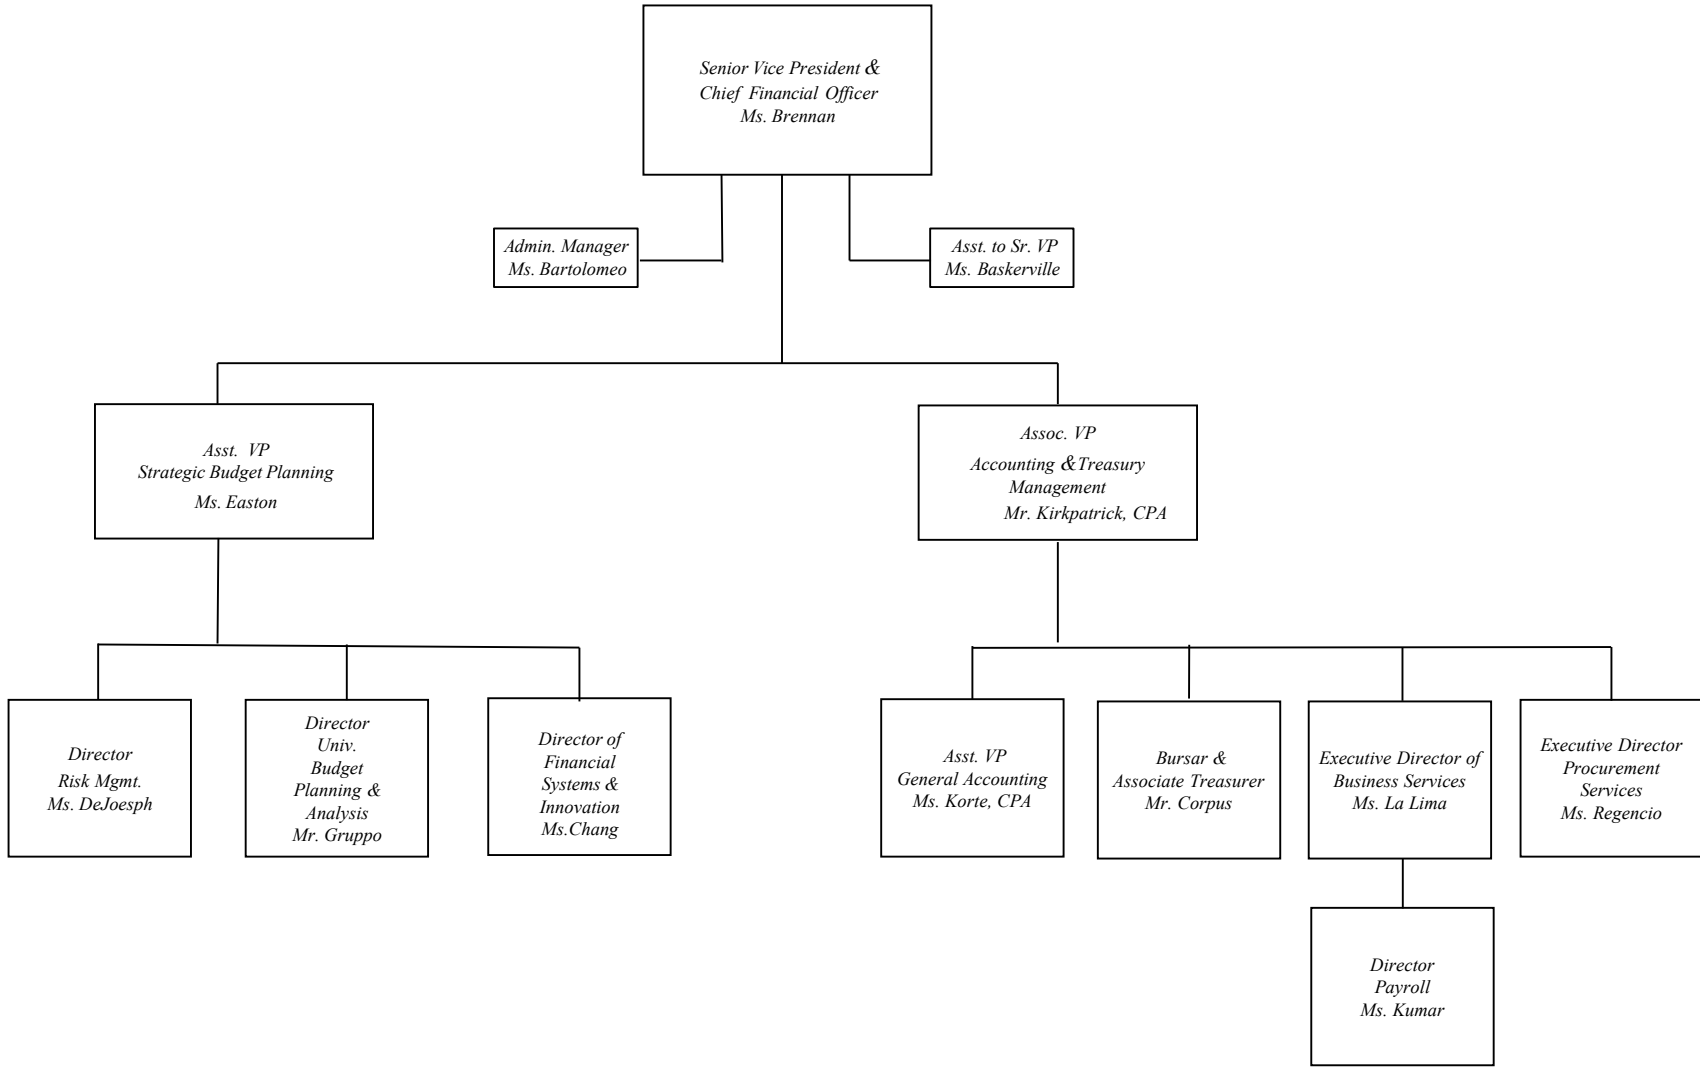 Senior Vice President &
Chief Financial Officer
Ms. Brennan
Admin. Manager
Ms. Bartolomeo
Asst. to Sr. VP
Ms. Baskerville
Asst. VP
Strategic Budget Planning
Ms. Easton
Assoc. VP
Accounting &Treasury
Management
Mr. Kirkpatrick, CPA
Director
Risk Mgmt.
Ms. DeJoesph
Director
Univ.
Budget
Planning &
Analysis
Mr. Gruppo
Director of
Financial
Systems &
Innovation
Ms.Chang
Asst. VP
General Accounting
Ms. Korte, CPA
Bursar &
Associate Treasurer
Mr. Corpus
Executive Director of
Business Services
Ms. La Lima
Executive Director
Procurement
Services
Ms. Regencio
Director
Payroll
Ms. Kumar